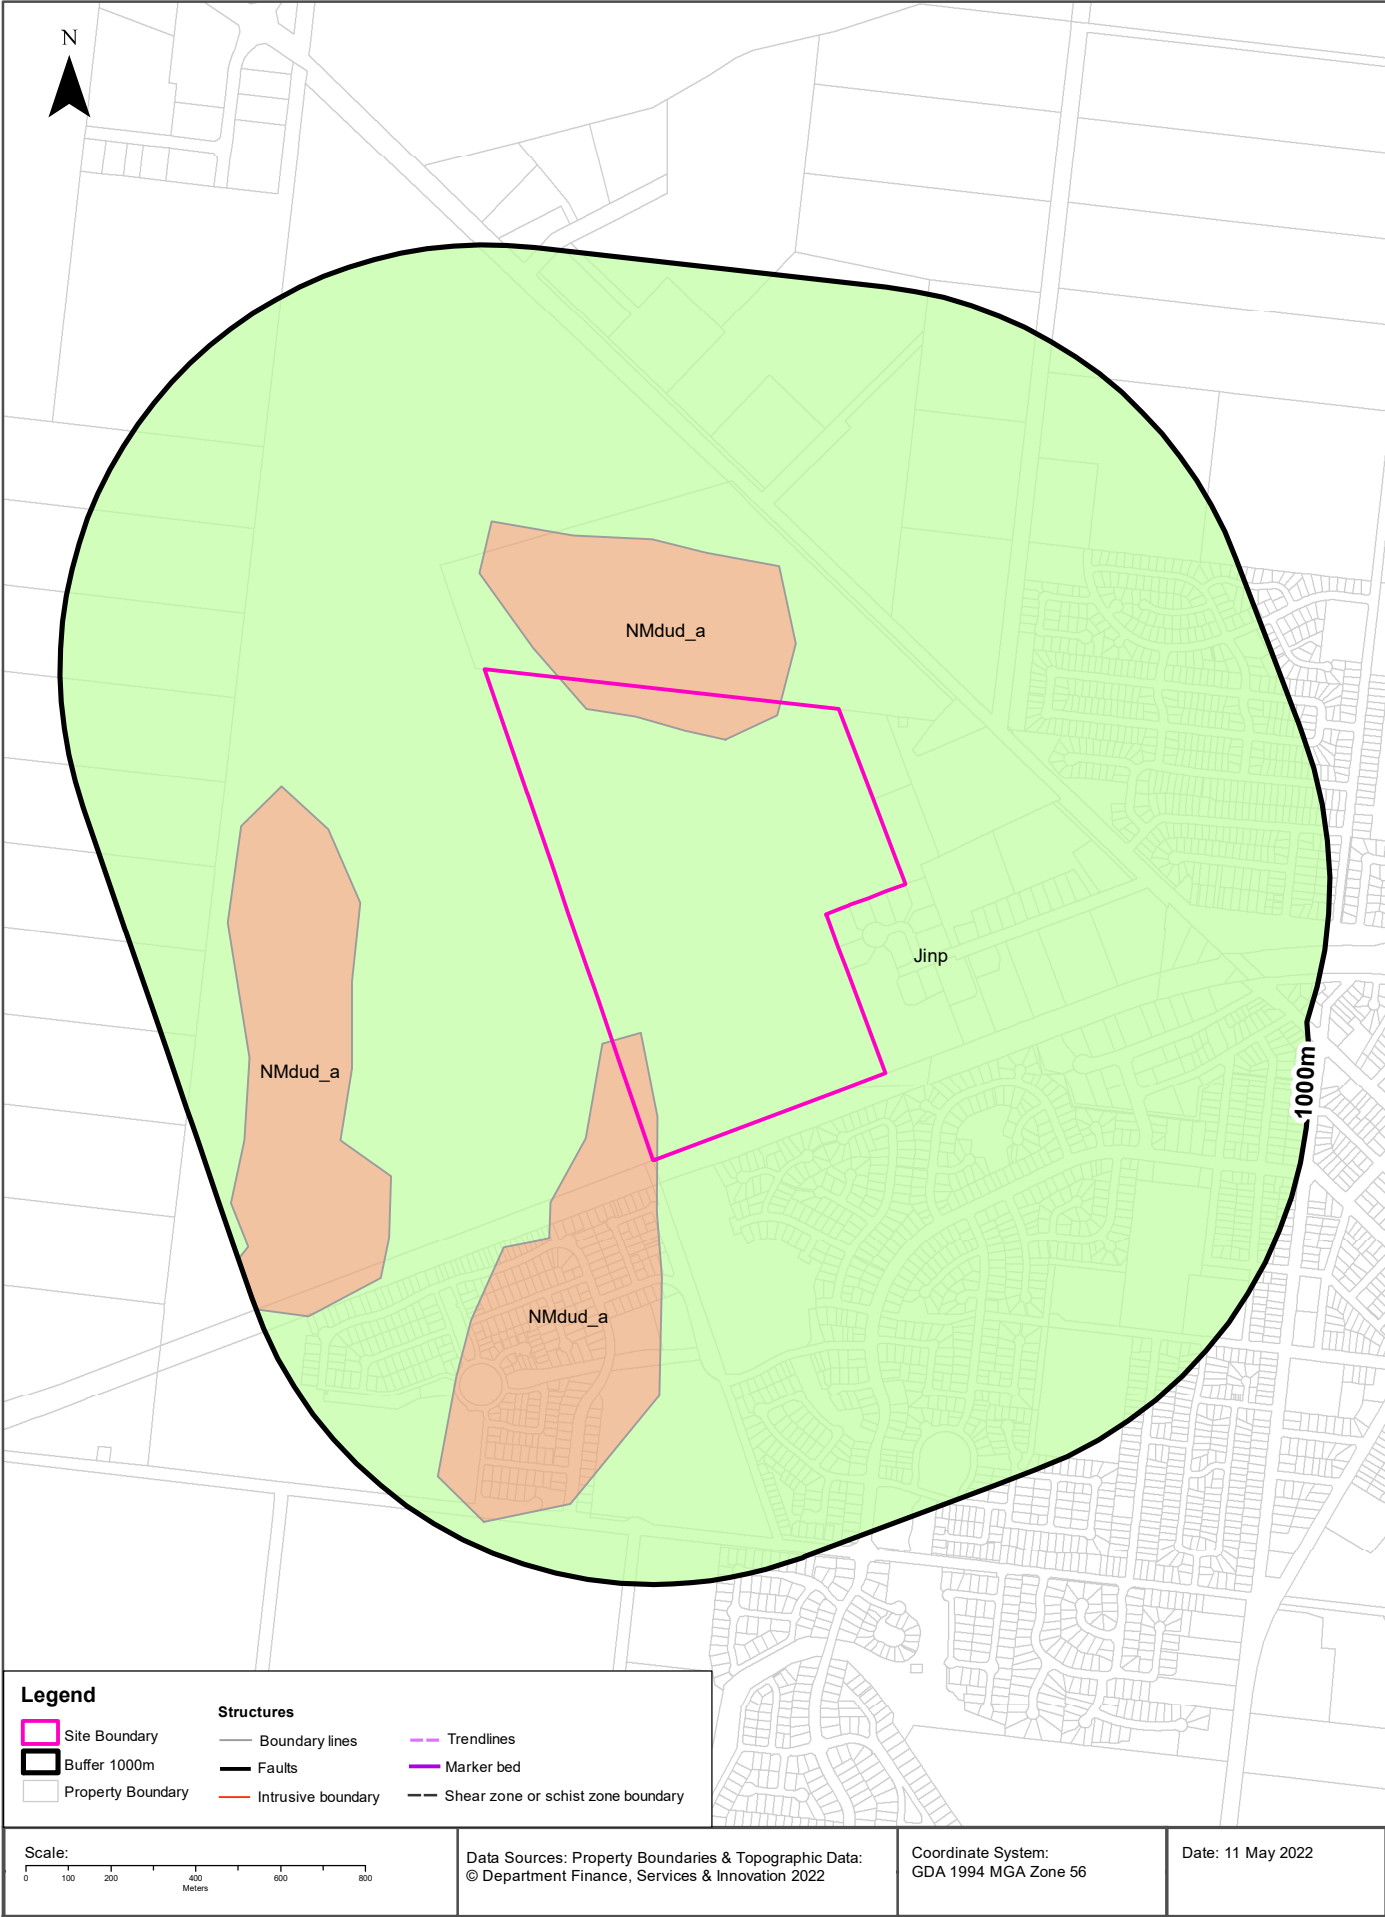 N
NMdud_a
Jinp
NMdud_a
1000m
NMdud_a
Legend
Site Boundary
Buffer 1000m
Property Boundary
Structures
Boundary lines
Faults
Intrusive boundary
Trendlines
Marker bed
Shear zone or schist zone boundary
Scale:
0 100 200 400 600 800
Meters
Data Sources: Property Boundaries & Topographic Data:
© Department Finance, Services & Innovation 2022
Coordinate System:
GDA 1994 MGA Zone 56
Date: 11 May 2022